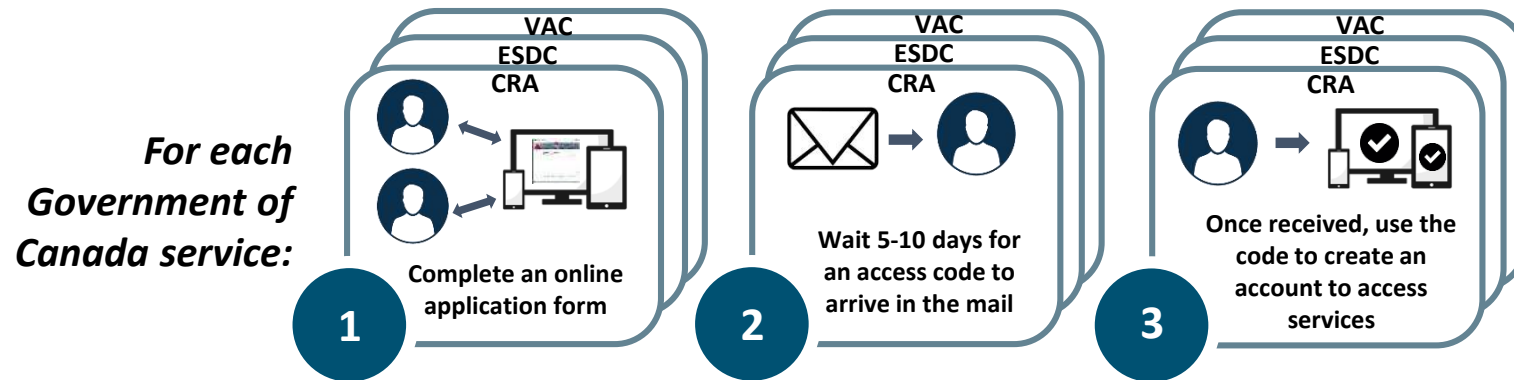 For each
Government of
Canada service:
VAC
ESDC
CRA
Complete an online
application form
1
VAC
ESDC
CRA
Wait 5-10 days for
an access code to
arrive in the mail
2
VAC
ESDC
CRA
Once received, use the
code to create an
account to access
services
3